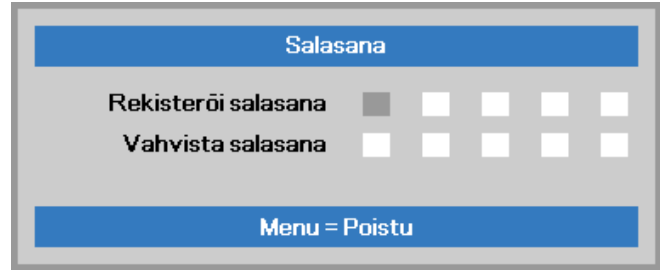 Salasana
Rekisteröi salasana
Vahvista salasana
Menu = Poistu